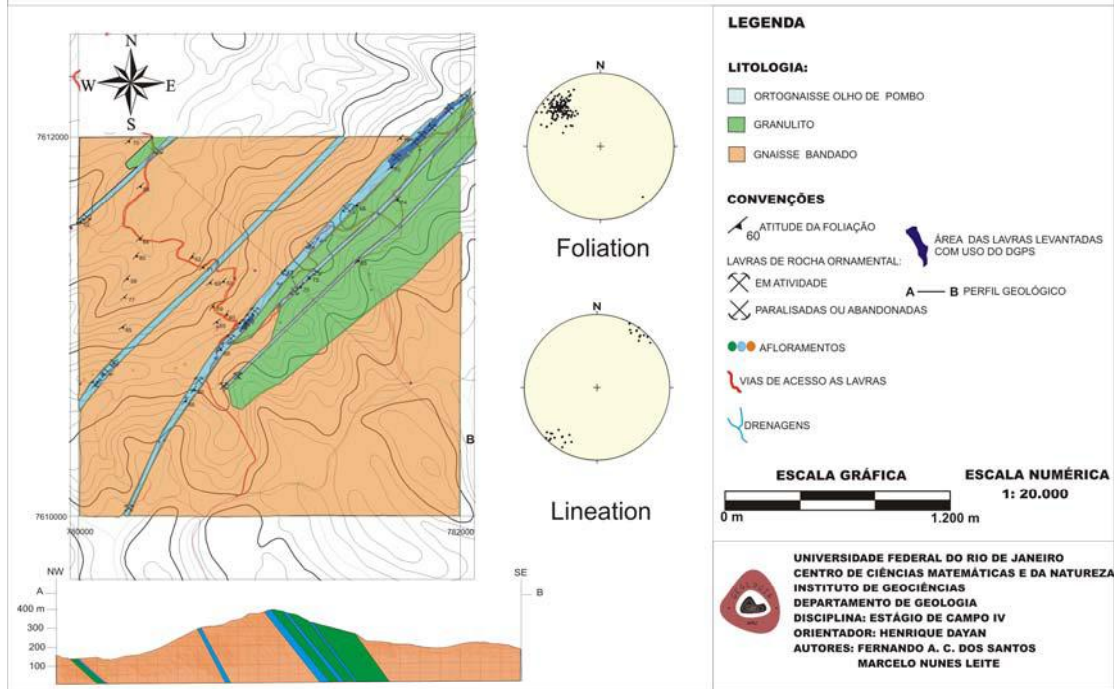 N
W E
S
7612000
7610000
780000
782000
B
N
Foliation
N
Lineation
NW
SE
A
B
400 m
300
200
100
LEGENDA
LITOLOGIA:
ORTOGNAISSE OLHO DE POMBO
GRANULITO
GNAISSE BANDADO
CONVENÇÕES
60 ATITUDE DA FOLIAÇÃO
ÁREA DAS LAVRAS LEVANTADAS
COM USO DO DGPS
LAVRAS DE ROCHA ORNAMENTAL:
EM ATIVIDADE
A B PERFIL GEOLÓGICO
PARALISADAS OU ABANDONADAS
AFLORAMENTOS
VIAS DE ACESSO AS LAVRAS
DRENAGENS
ESCALA GRÁFICA
0 m 1.200 m
ESCALA NUMÉRICA
1: 20.000
UNIVERSIDADE FEDERAL DO RIO DE JANEIRO
CENTRO DE CIÊNCIAS MATEMÁTICAS E DA NATUREZA
INSTITUTO DE GEOCIÊNCIAS
DEPARTAMENTO DE GEOLOGIA
DISCIPLINA: ESTÁGIO DE CAMPO IV
ORIENTADOR: HENRIQUE DAYAN
AUTORES: FERNANDO A. C. DOS SANTOS
MARCELO NUNES LEITE